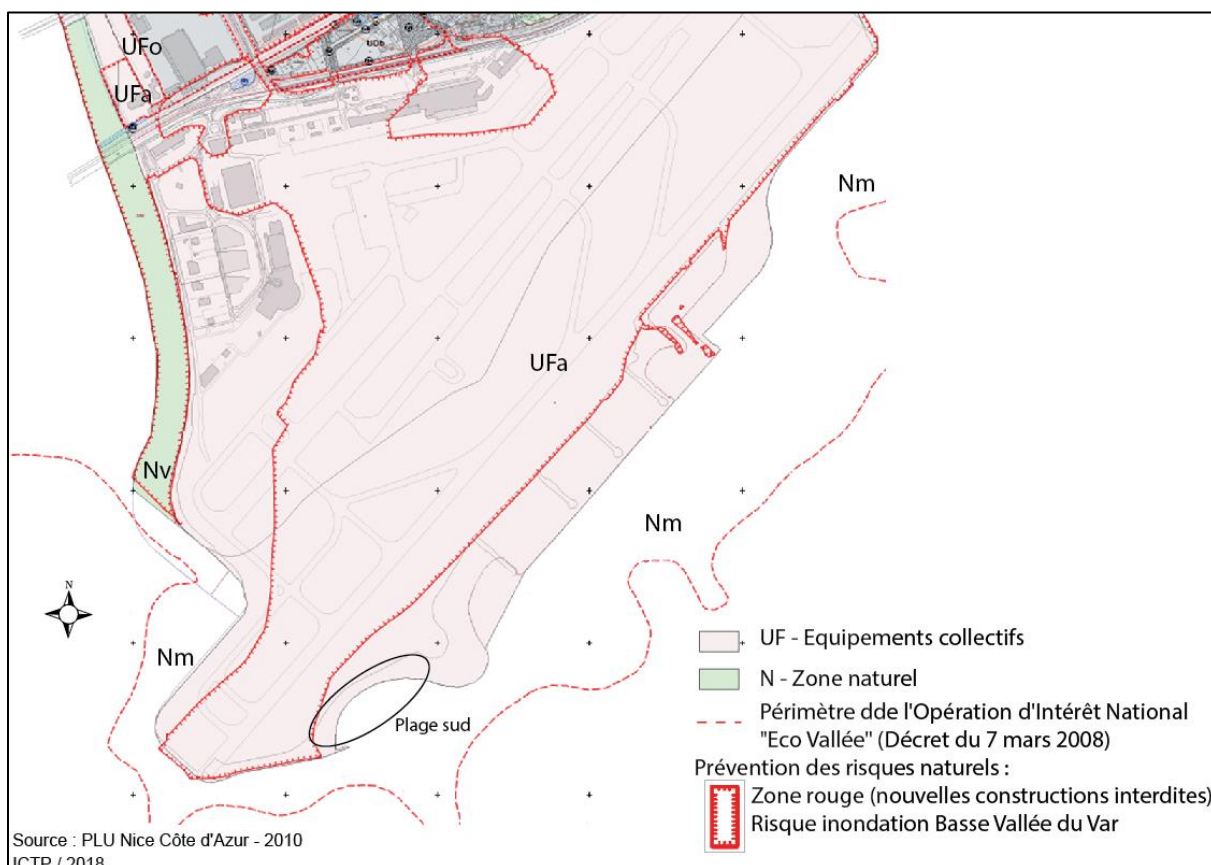 UFo
UFa
UOb
Nm
UFa
Nv
Nm
N
Nm
Plage sud
UF - Equipements collectifs
N - Zone naturel
Périmètre dde l'Opération d'Intérêt National
"Eco Vallée" (Décret du 7 mars 2008)
Prévention des risques naturels :
Zone rouge (nouvelles constructions interdites)
Risque inondation Basse Vallée du Var
Source : PLU Nice Côte d'Azur - 2010
ICTP / 2018